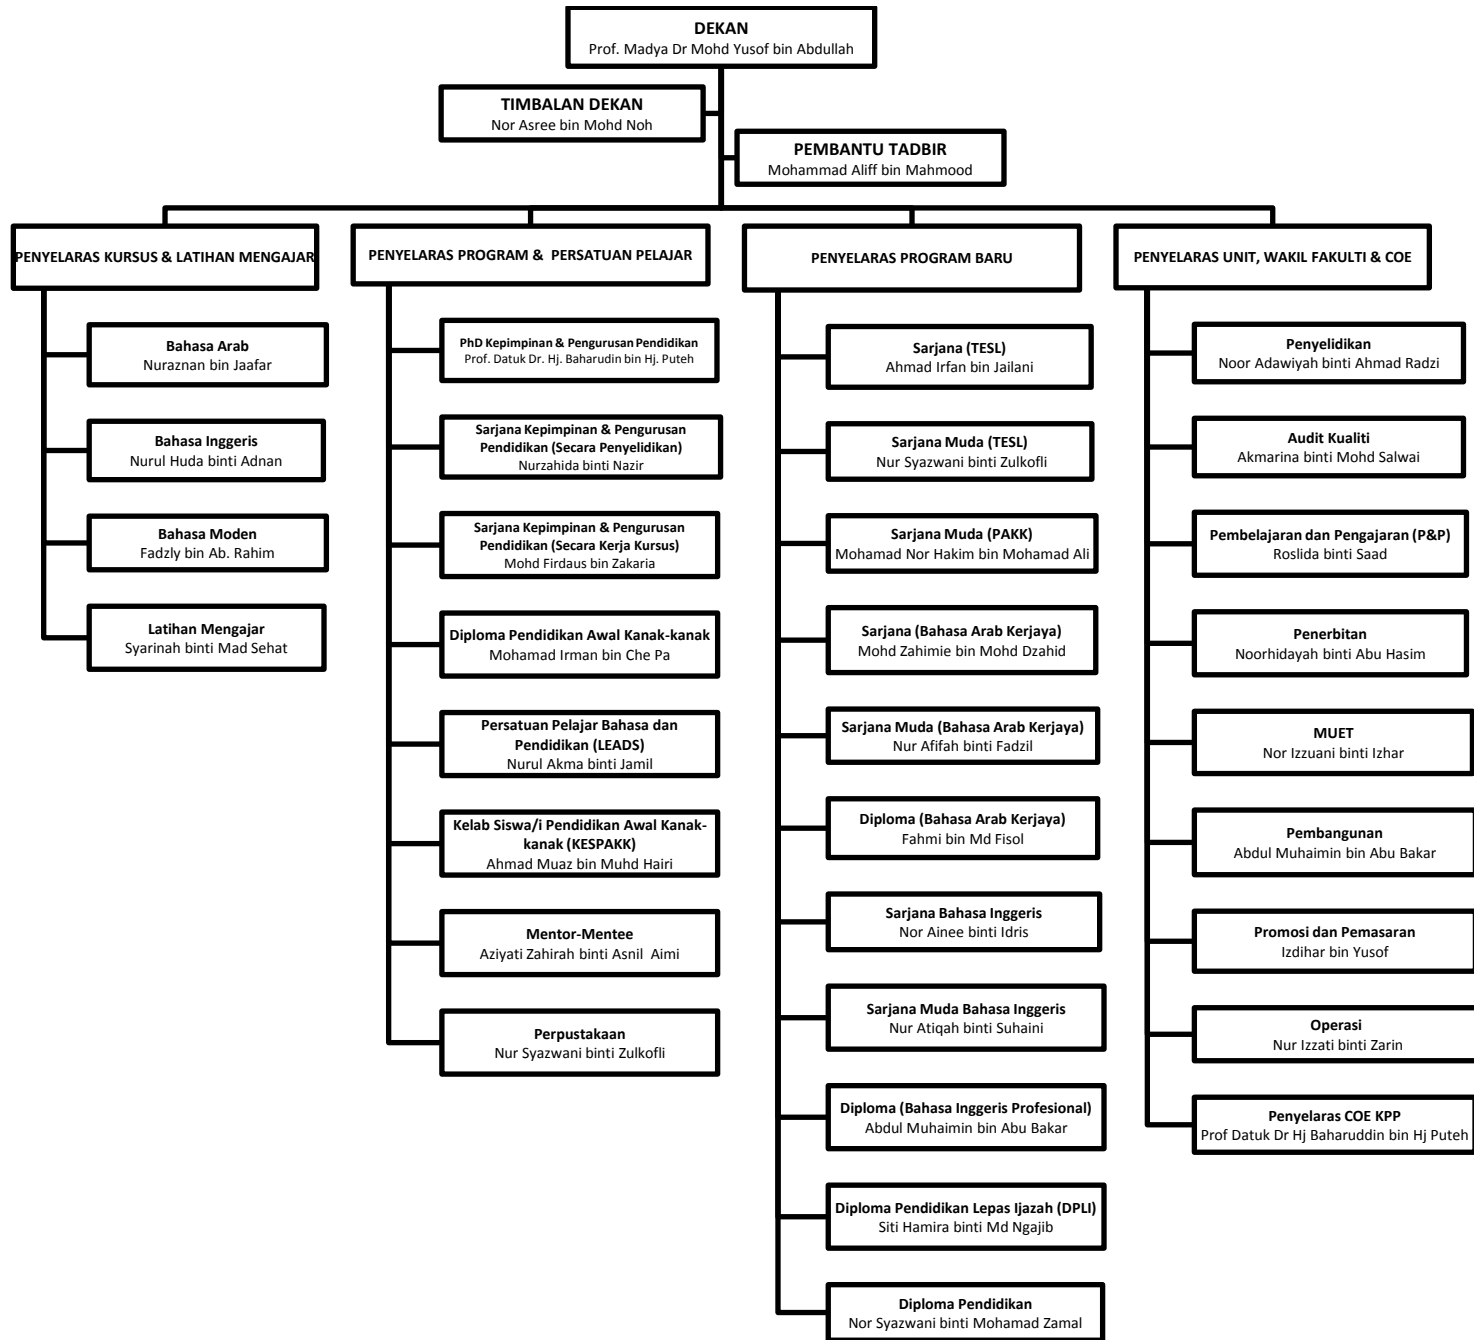 DEKAN
Prof. Madya Dr Mohd Yusof bin Abdullah
TIMBALAN DEKAN
Nor Asree bin Mohd Noh
PEMBANTU TADBIR
Mohammad Aliff bin Mahmood
PENYELARAS KURSUS & LATIHAN MENGAJAR
Bahasa Arab
Nuraznan bin Jaafar
Bahasa Inggeris
Nurul Huda binti Adnan
Bahasa Moden
Fadzly bin Ab. Rahim
Latihan Mengajar
Syarinah binti Mad Sehat
PENYELARAS PROGRAM & PERSATUAN PELAJAR
PhD Kepimpinan & Pengurusan Pendidikan
Prof. Datuk Dr. Hj. Baharudin bin Hj. Puteh
Sarjana Kepimpinan & Pengurusan
Pendidikan (Secara Penyelidikan)
Nurzahida binti Nazir
Sarjana Kepimpinan & Pengurusan
Pendidikan (Secara Kerja Kursus)
Mohd Firdaus bin Zakaria
Diploma Pendidikan Awal Kanak-kanak
Mohamad Irman bin Che Pa
Persatuan Pelajar Bahasa dan
Pendidikan (LEADS)
Nurul Akma binti Jamil
Kelab Siswa/i Pendidikan Awal Kanak-
kanak (KESPAKK)
Ahmad Muaz bin Muhd Hairi
Mentor-Mentee
Aziyati Zahirah binti Asnil Aimi
Perpustakaan
Nur Syazwani binti Zulkofli
PENYELARAS PROGRAM BARU
Sarjana (TESL)
Ahmad Irfan bin Jailani
Sarjana Muda (TESL)
Nur Syazwani binti Zulkofli
Sarjana Muda (PAKK)
Mohamad Nor Hakim bin Mohamad Ali
Sarjana (Bahasa Arab Kerjaya)
Mohd Zahimie bin Mohd Dzahid
Sarjana Muda (Bahasa Arab Kerjaya)
Nur Afifah binti Fadzil
Diploma (Bahasa Arab Kerjaya)
Fahmi bin Md Fisol
Sarjana Bahasa Inggeris
Nor Ainee binti Idris
Sarjana Muda Bahasa Inggeris
Nur Atiqah binti Suhaini
Diploma (Bahasa Inggeris Profesional)
Abdul Muhaimin bin Abu Bakar
Diploma Pendidikan Lepas Ijazah (DPLI)
Siti Hamira binti Md Ngajib
Diploma Pendidikan
Nor Syazwani binti Mohamad Zamal
PENYELARAS UNIT, WAKIL FAKULTI & COE
Penyelidikan
Noor Adawiyah binti Ahmad Radzi
Audit Kualiti
Akmarina binti Mohd Salwai
Pembelajaran dan Pengajaran (P&P)
Roslida binti Saad
Penerbitan
Noorhidayah binti Abu Hasim
MUET
Nor Izzuani binti Izhar
Pembangunan
Abdul Muhaimin bin Abu Bakar
Promosi dan Pemasaran
Izdihar bin Yusof
Operasi
Nur Izzati binti Zarin
Penyelaras COE KPP
Prof Datuk Dr Hj Baharuddin bin Hj Puteh